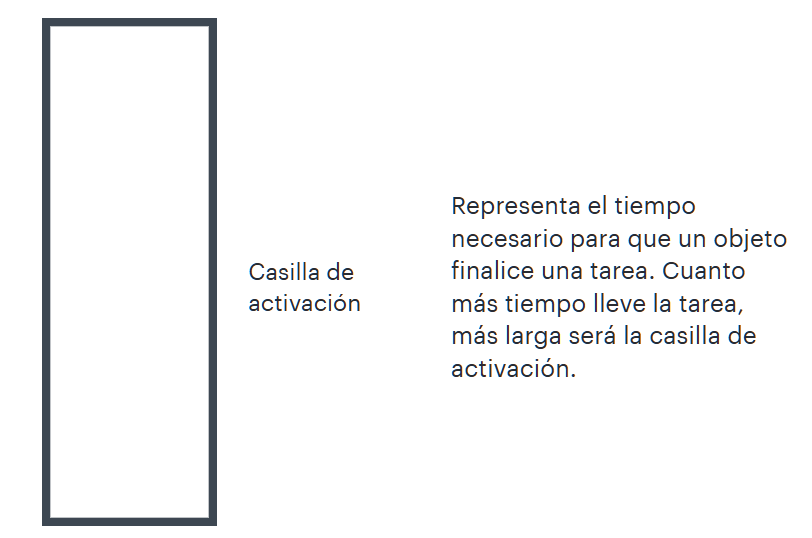 Casilla de
activación
Representa el tiempo
necesario para que un objeto
finalice una tarea. Cuanto
más tiempo lleve la tarea,
más larga será la casilla de
activación.